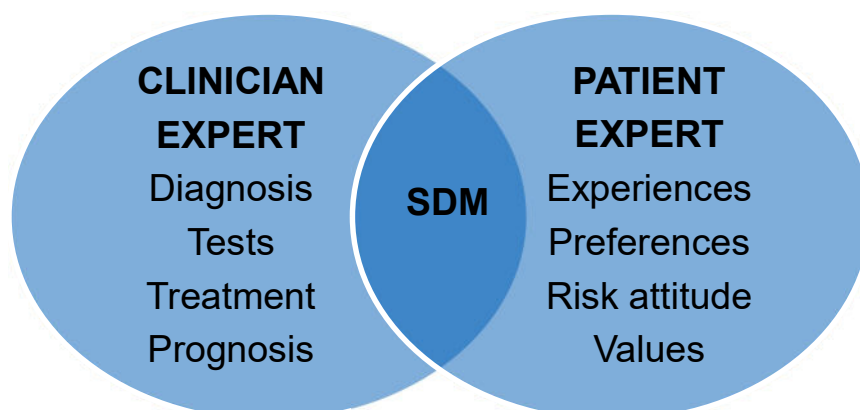 CLINICIAN
EXPERT
Diagnosis
Tests
Treatment
Prognosis
SDM
PATIENT
EXPERT
Experiences
Preferences
Risk attitude
Values